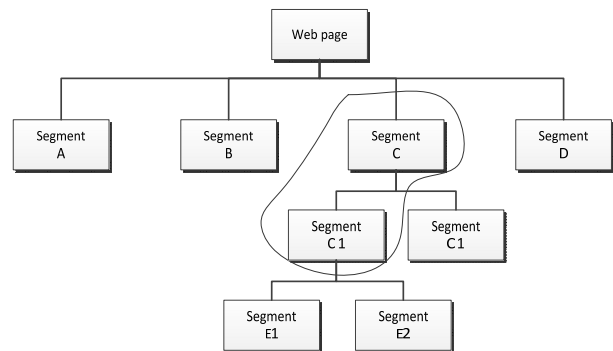 Web page
Segment
A
Segment
B
Segment
C
Segment
D
Segment
C 1
Segment
C 1
Segment
E1
Segment
E2